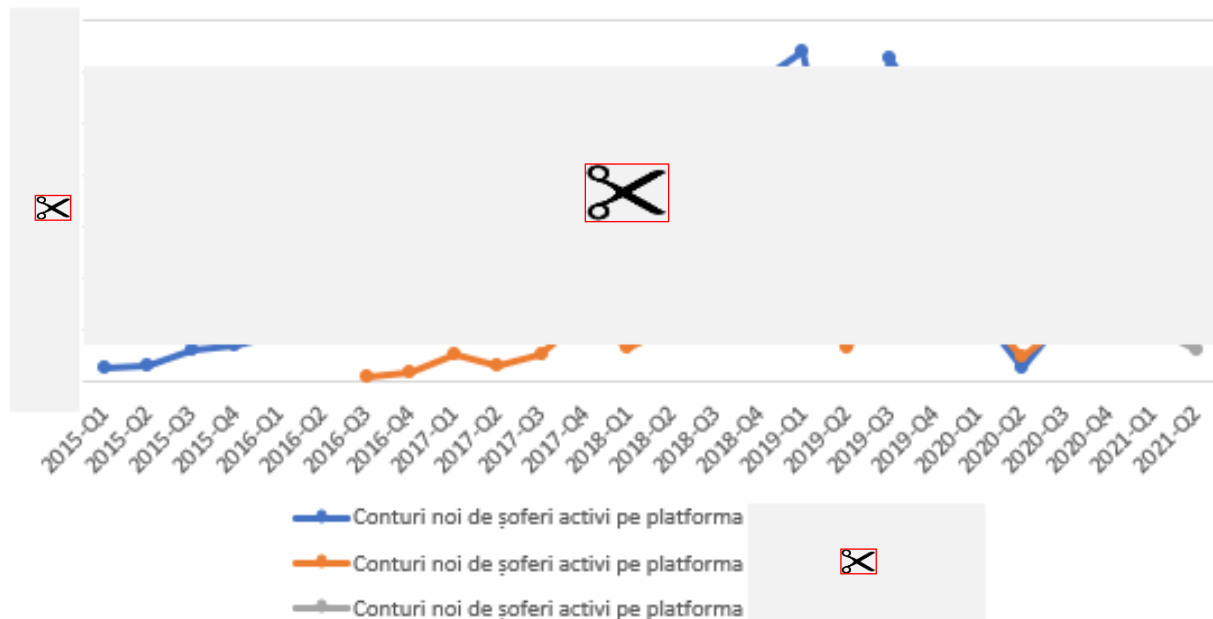 2015-Q1
2015-Q2
2015-Q3
2015-Q4
2016-Q1
2016-Q2
2016-Q3
2016-Q4
2017-Q1
2017-Q2
2017-Q3
2017-Q4
2018-Q1
2018-Q2
2018-Q3
2018-Q4
2019-Q1
2019-Q2
2019-Q3
2019-Q4
2020-Q1
2020-Q2
2020-Q3
2020-Q4
2021-Q1
2021-Q2
Conturi noi de șoferi activi pe platforma
Conturi noi de șoferi activi pe platforma
Conturi noi de șoferi activi pe platforma